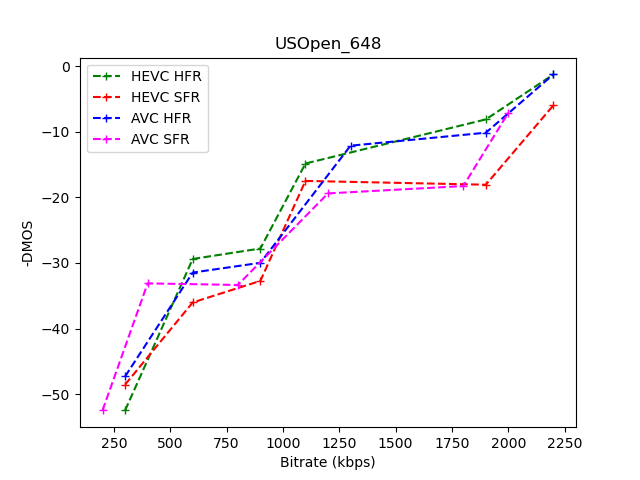 USOpen_648
HEVC HFR
HEVC SFR
AVC HFR
AVC SFR
0
−10
−20
−30
−40
−50
-DMOS
250 500 750 1000 1250 1500 1750 2000 2250
Bitrate (kbps)